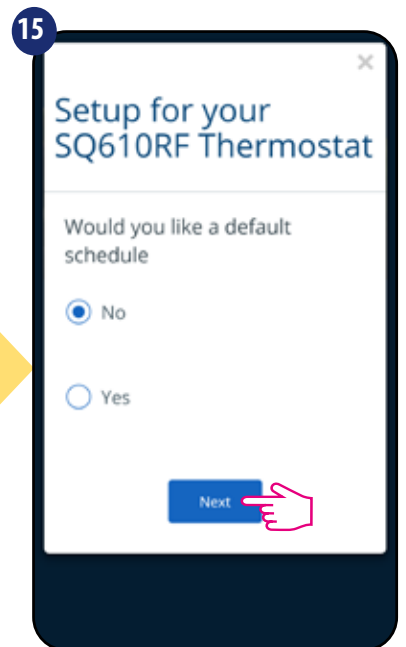 15
×
Setup for your
SQ610RF Thermostat
Would you like a default
schedule
No
Yes
Next